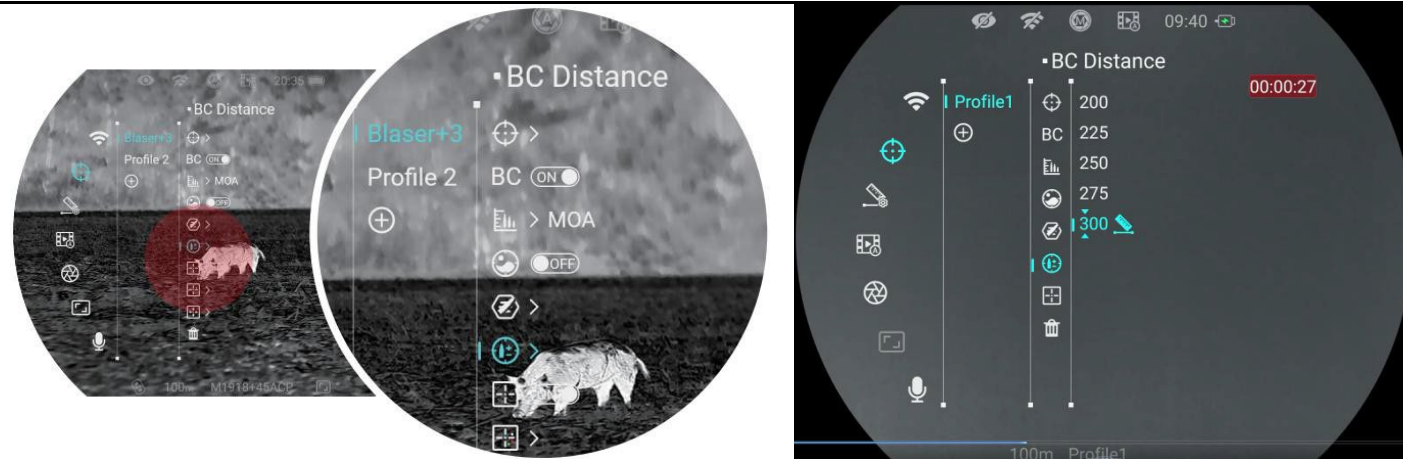 20:35
BC Distance
Blaser+3
Profile 2
BC ON
> MOA
OFF
100m M1918+45ACP
BC Distance
Blaser+3 >
Profile 2 BC ON
> MOA
OFF
>
>
>
09:40
BC Distance
00:00:27
Profile1 200
BC 225
250
275
300
100m Profile1